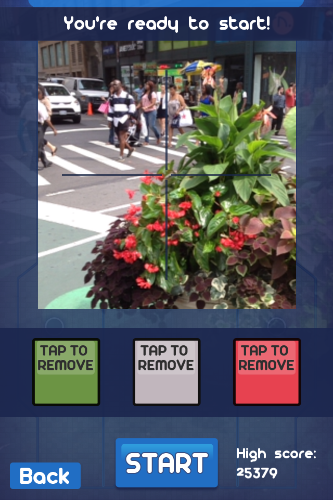 You're ready to start!
TAP TO REMOVE
TAP TO REMOVE
TAP TO REMOVE
Back
START
High score:
25379